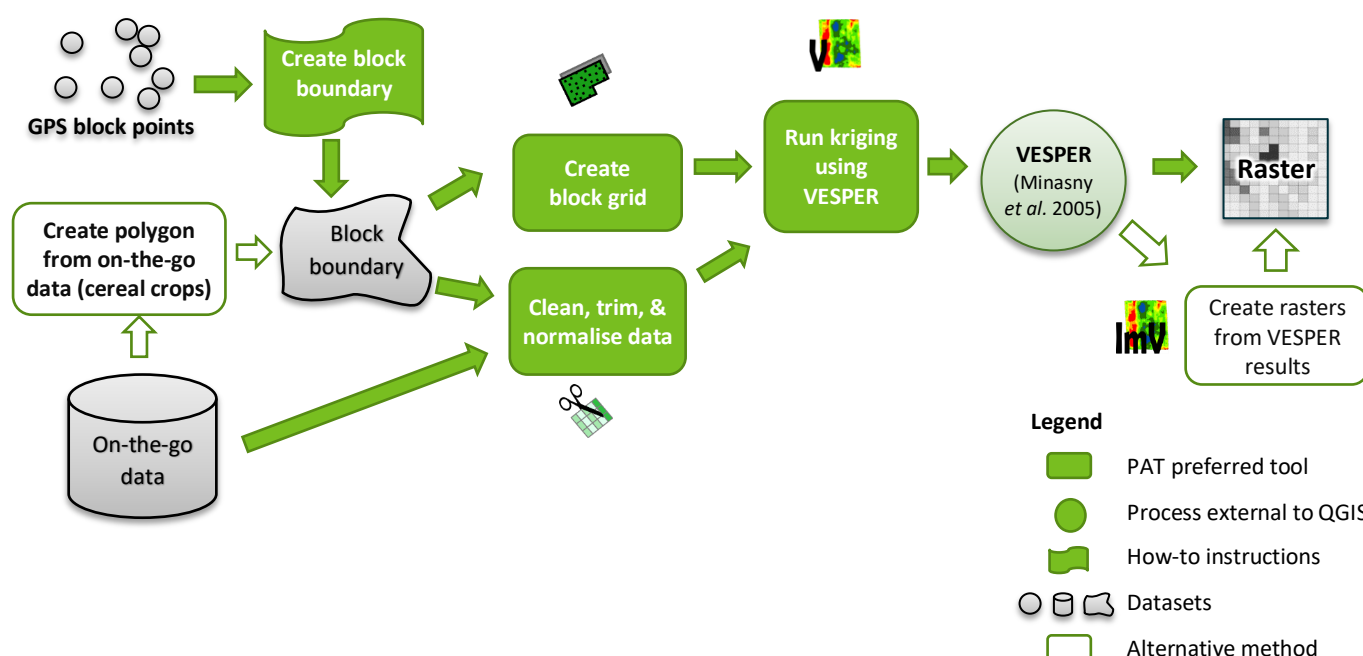 GPS block points
Create block
boundary
Create polygon
from on-the-go
data (cereal crops)
On-the-go
data
Block
boundary
Create
block grid
Clean, trim, &
normalise data
V
Run kriging
using
VESPER
VESPER
(Minasny
et al. 2005)
Raster
ImV
Create rasters
from VESPER
results
Legend
PAT preferred tool
Process external to QGIS
How-to instructions
Datasets
Alternative method